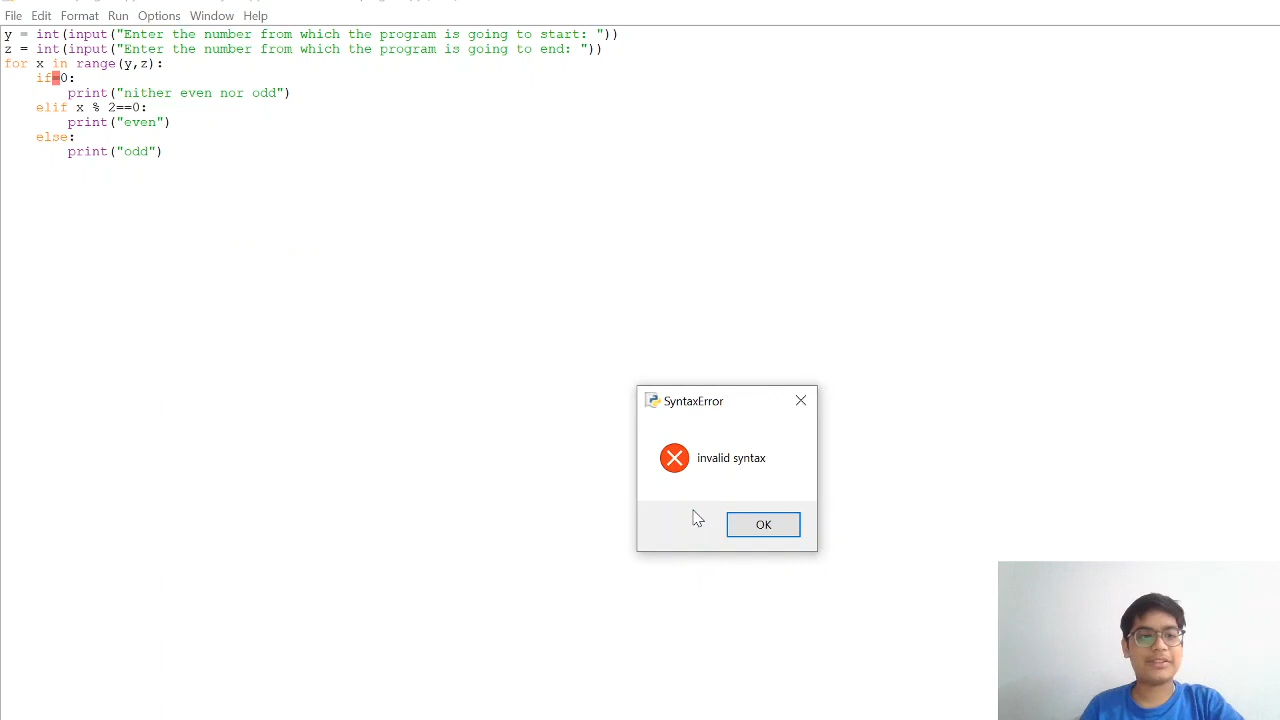 File Edit Format Run Options Window Help
y = int(input("Enter the number from which the program is going to start: "))
z = int(input("Enter the number from which the program is going to end: "))
for x in range(y,z):
if=0:
print("nither even nor odd")
elif x % 2==0:
print("even")
else:
print("odd")
SyntaxError
invalid syntax
OK